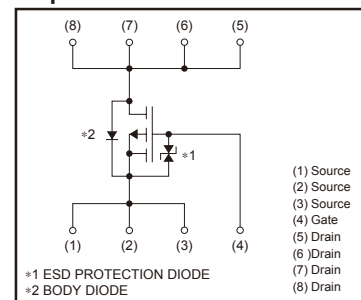 (8) (7) (6) (5)
∗2
∗1
(1) (2) (3) (4)
(1) Source
(2) Source
(3) Source
(4) Gate
(5) Drain
(6 )Drain
(7) Drain
(8) Drain
∗1 ESD PROTECTION DIODE
∗2 BODY DIODE